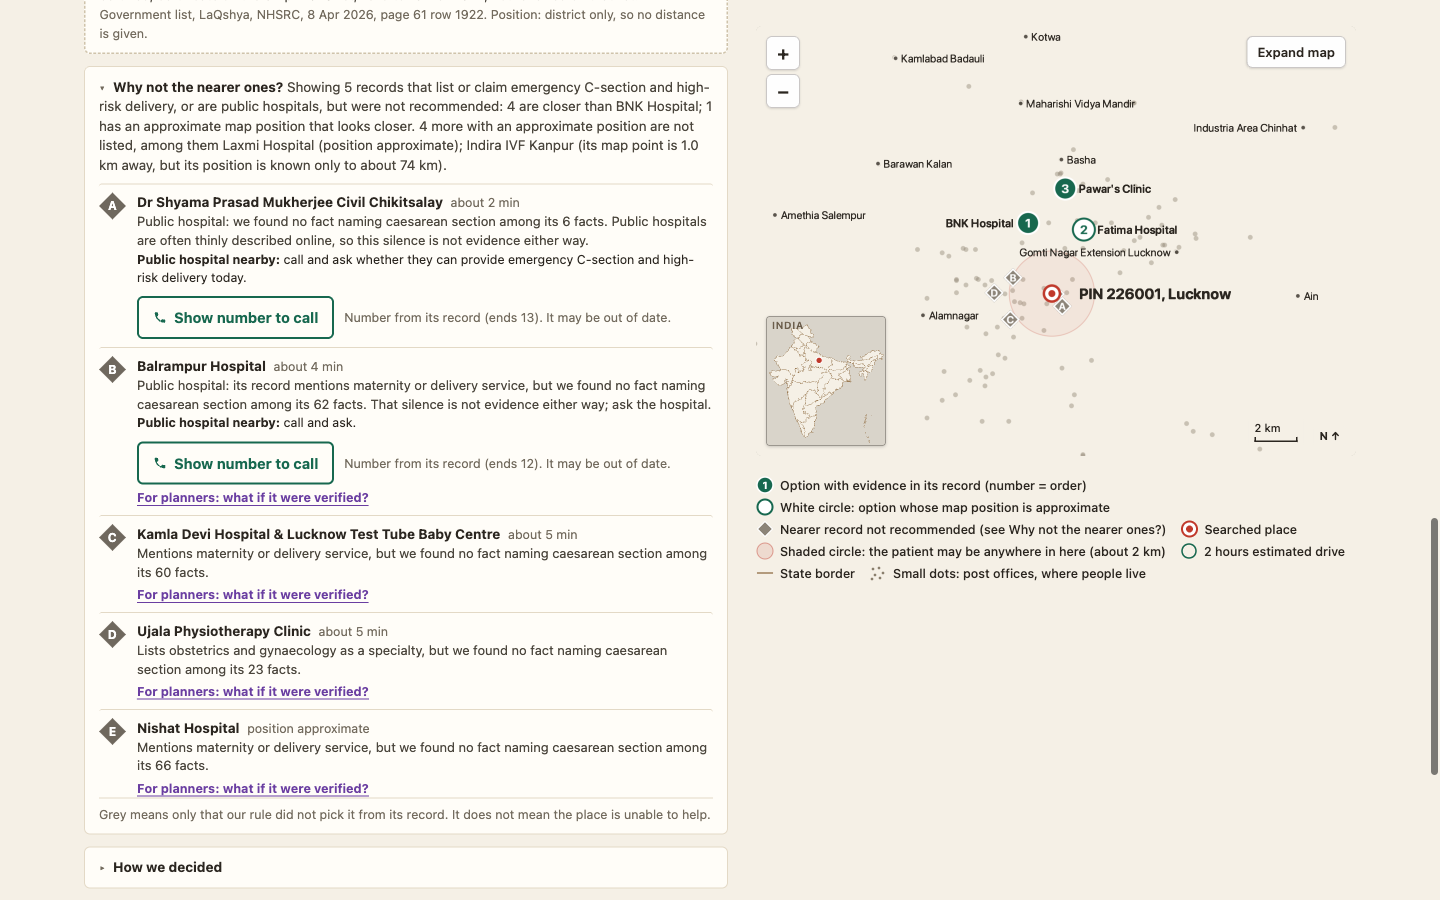 Government list, LaQshya, NHSRC, 8 Apr 2026, page 61 row 1922. Position: district only, so no distance
is given.
Why not the nearer ones? Showing 5 records that list or claim emergency C-section and high-
risk delivery, or are public hospitals, but were not recommended: 4 are closer than BNK Hospital; 1
has an approximate map position that looks closer. 4 more with an approximate position are not
listed, among them Laxmi Hospital (position approximate); Indira IVF Kanpur (its map point is 1.0
km away, but its position is known only to about 74 km).
A
Dr Shyama Prasad Mukherjee Civil Chikitsalay about 2 min
Public hospital: we found no fact naming caesarean section among its 6 facts. Public hospitals
are often thinly described online, so this silence is not evidence either way.
Public hospital nearby: call and ask whether they can provide emergency C-section and high-
risk delivery today.
Show number to call Number from its record (ends 13). It may be out of date.
B
Balrampur Hospital about 4 min
Public hospital: its record mentions maternity or delivery service, but we found no fact naming
caesarean section among its 62 facts. That silence is not evidence either way; ask the hospital.
Public hospital nearby: call and ask.
Show number to call Number from its record (ends 12). It may be out of date.
For planners: what if it were verified?
C
Kamla Devi Hospital & Lucknow Test Tube Baby Centre about 5 min
Mentions maternity or delivery service, but we found no fact naming caesarean section among
its 60 facts.
For planners: what if it were verified?
D
Ujala Physiotherapy Clinic about 5 min
Lists obstetrics and gynaecology as a specialty, but we found no fact naming caesarean
section among its 23 facts.
For planners: what if it were verified?
E
Nishat Hospital position approximate
Mentions maternity or delivery service, but we found no fact naming caesarean section among
its 66 facts.
For planners: what if it were verified?
Grey means only that our rule did not pick it from its record. It does not mean the place is unable to help.
How we decided
+
−
Expand map
Kotwa
Kamlabad Badauli
Maharishi Vidya Mandir
Industria Area Chinhat
Barawan Kalan
Basha
3 Pawar's Clinic
Amethia Salempur
BNK Hospital 1
2 Fatima Hospital
Gomti Nagar Extension Lucknow
B
D
PIN 226001, Lucknow
A
Ain
C
Alamnagar
INDIA
2 km
N ↑
1 Option with evidence in its record (number = order)
White circle: option whose map position is approximate
Nearer record not recommended (see Why not the nearer ones?)
Searched place
Shaded circle: the patient may be anywhere in here (about 2 km)
2 hours estimated drive
State border
Small dots: post offices, where people live